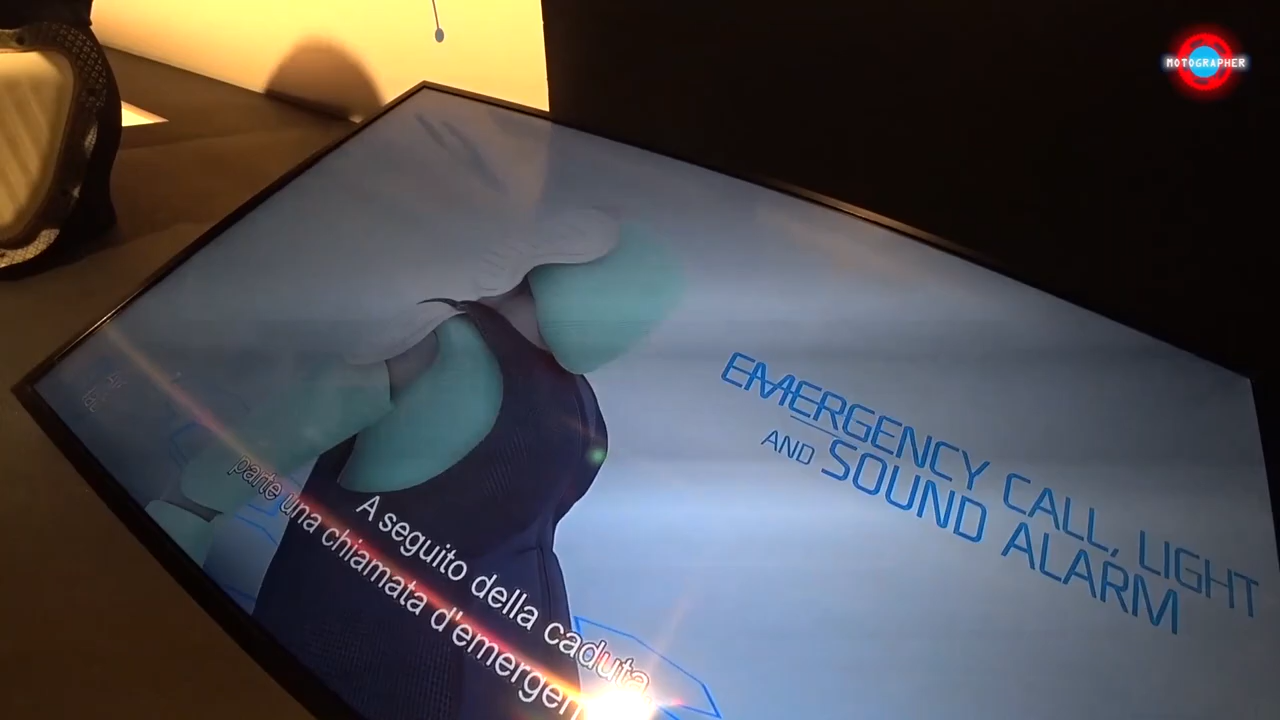 MOTOGRAPHER
EMERGENCY CALL, LIGHT
AND SOUND ALARM
A seguito della caduta,
parte una chiamata d'emergen